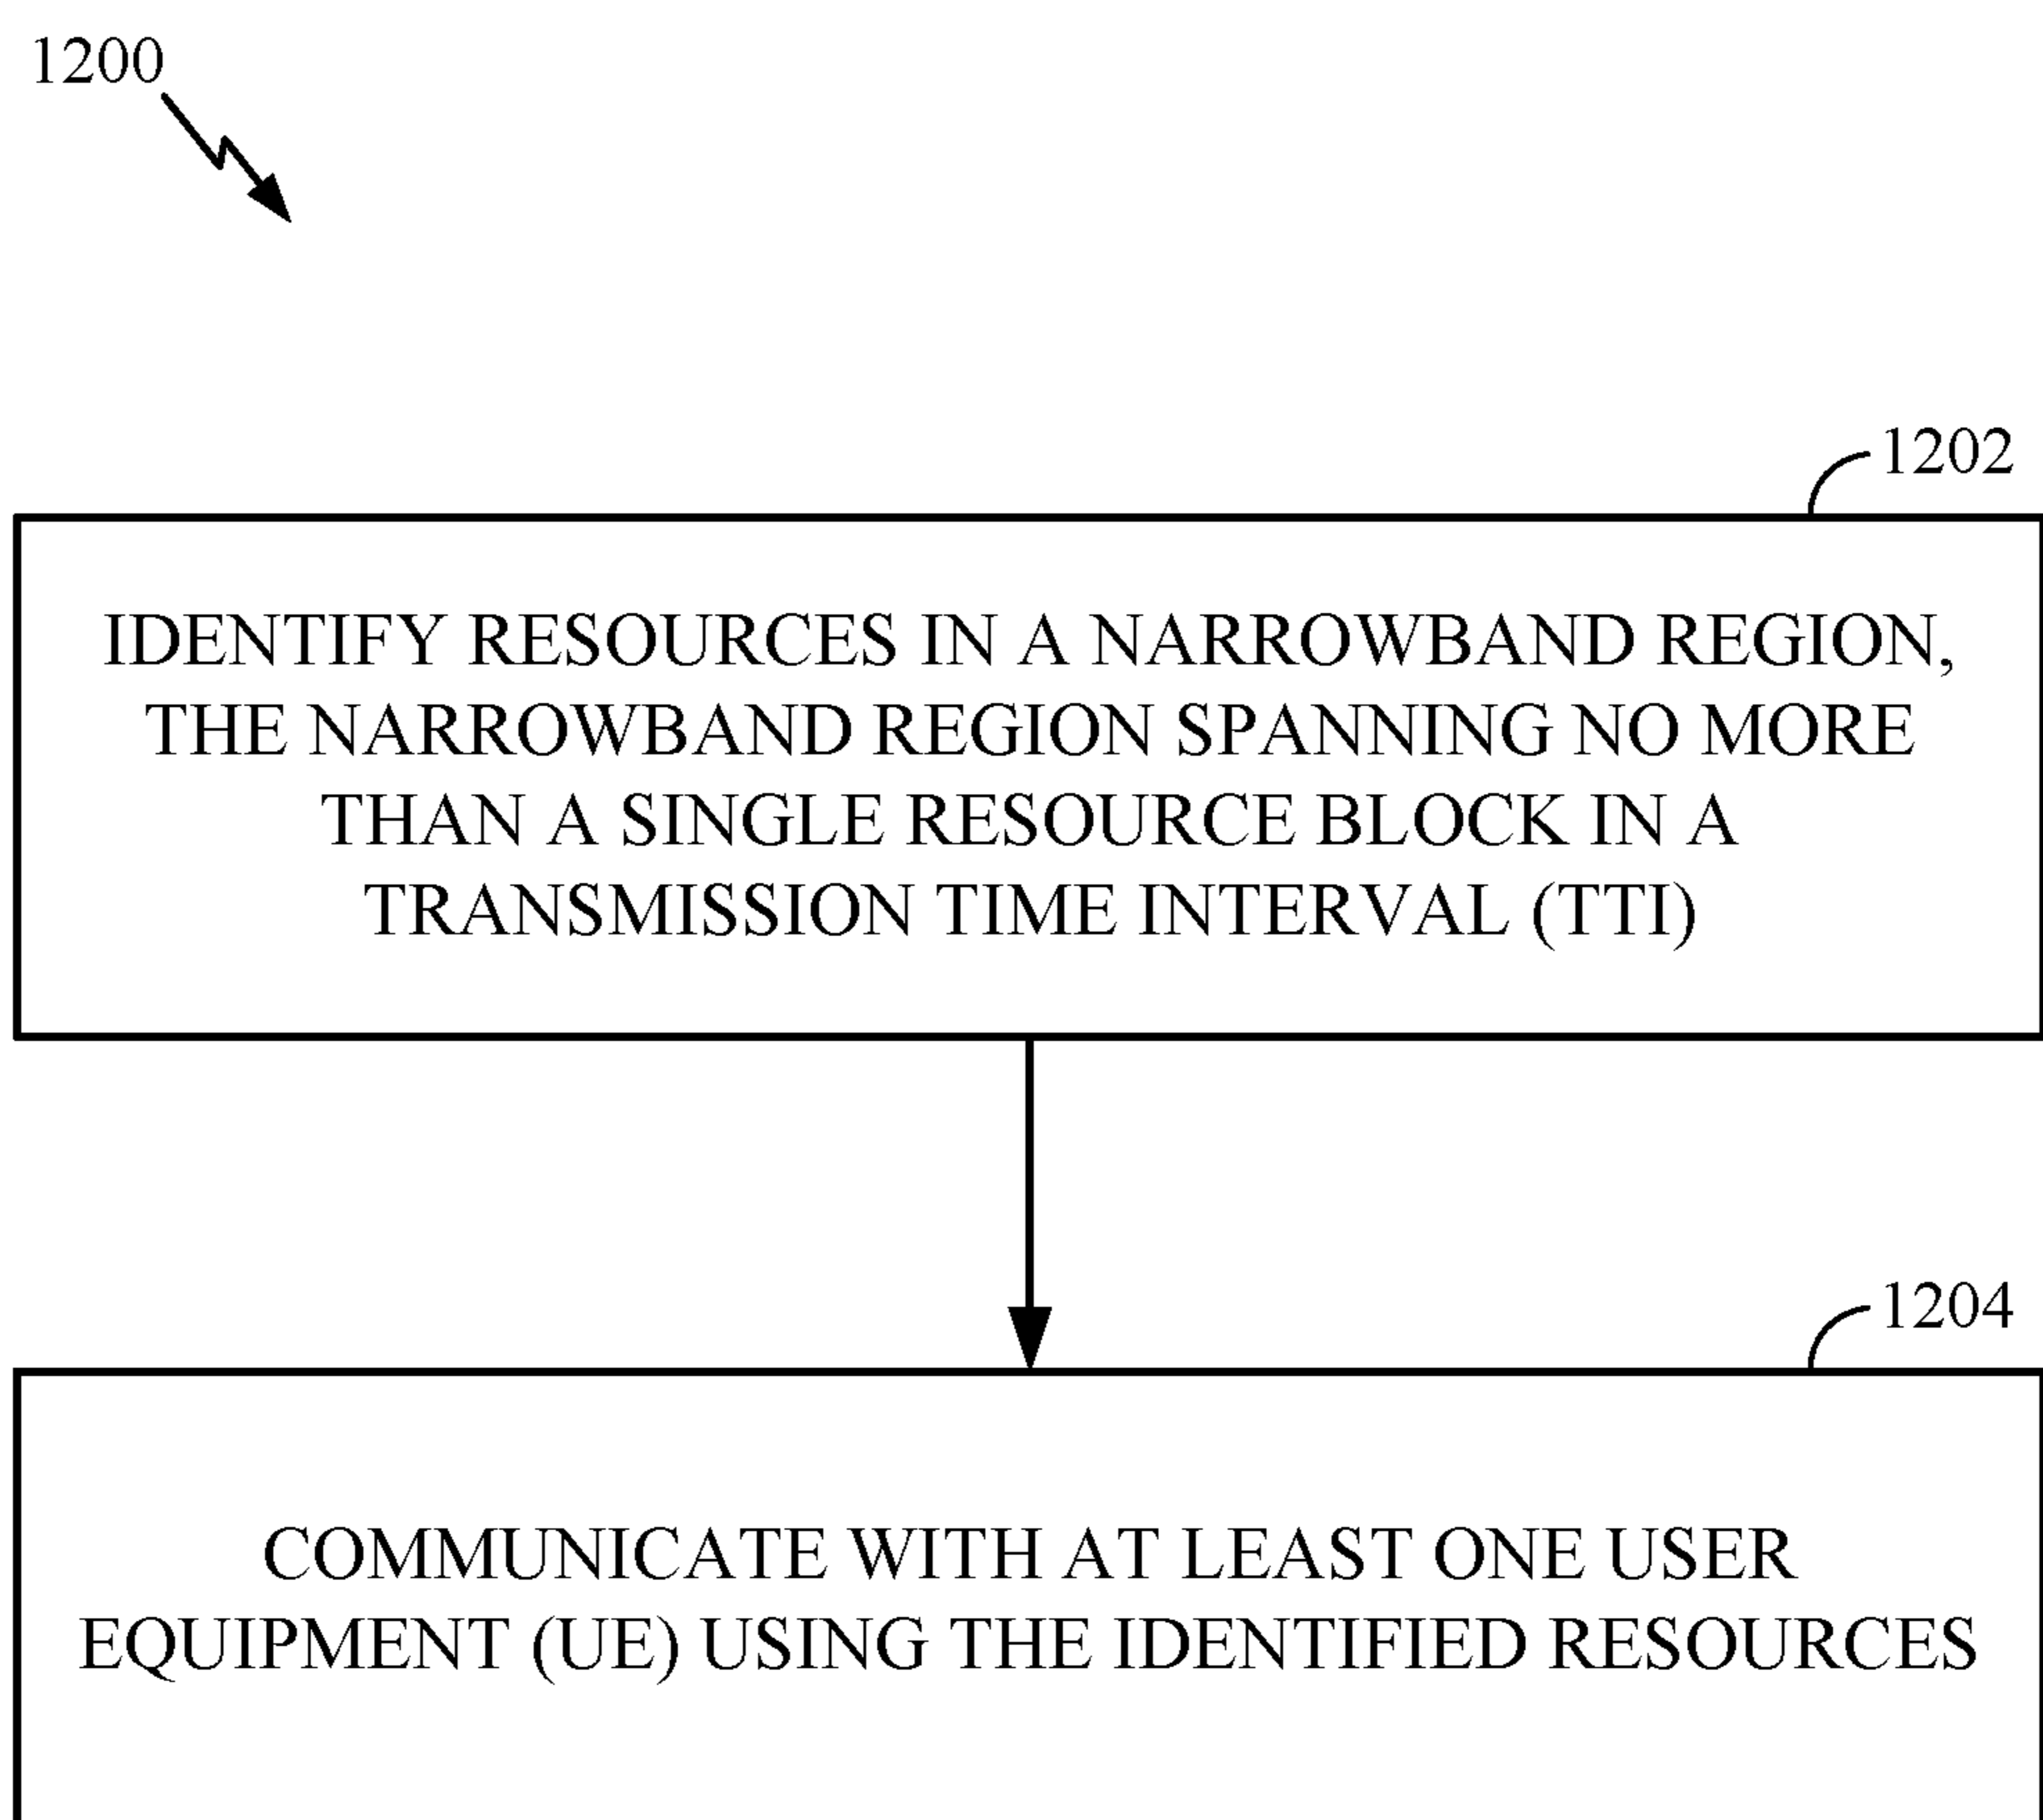 1200
1202
IDENTIFY RESOURCES IN A NARROWBAND REGION,
THE NARROWBAND REGION SPANNING NO MORE
THAN A SINGLE RESOURCE BLOCK IN A
TRANSMISSION TIME INTERVAL (TTI)
1204
COMMUNICATE WITH AT LEAST ONE USER
EQUIPMENT (UE) USING THE IDENTIFIED RESOURCES